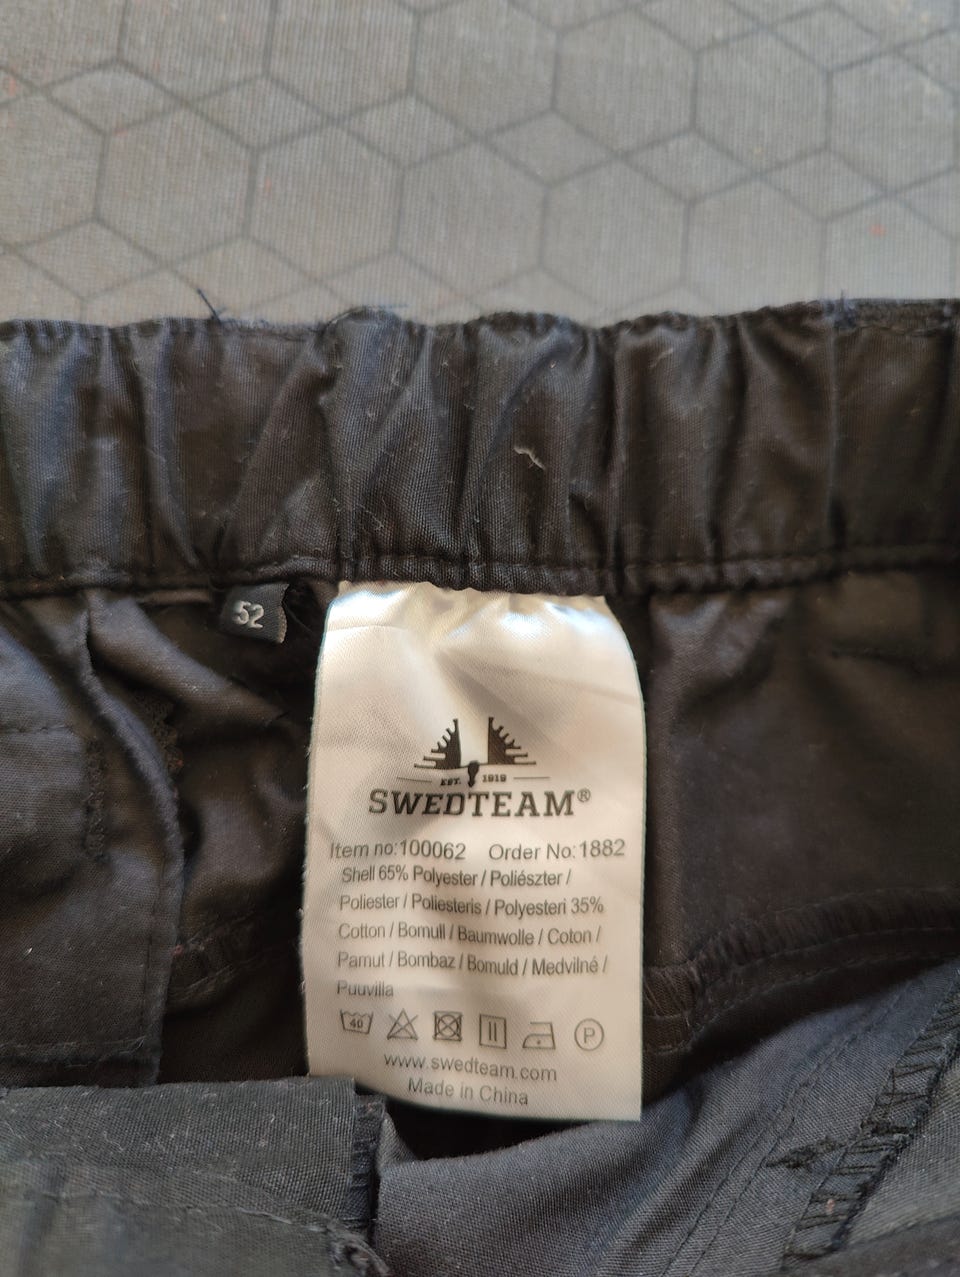 52
EST. 1919
SWEDTEAM®
Item no:100062 Order No:1882
Shell 65% Polyester / Poliészter /
Poliester / Poliesteris / Polyesteri 35%
Cotton / Bomull / Baumwolle / Coton /
Pamut / Bombaz / Bomuld / Medvilné /
Puuvilla
40 P
www.swedteam.com
Made in China